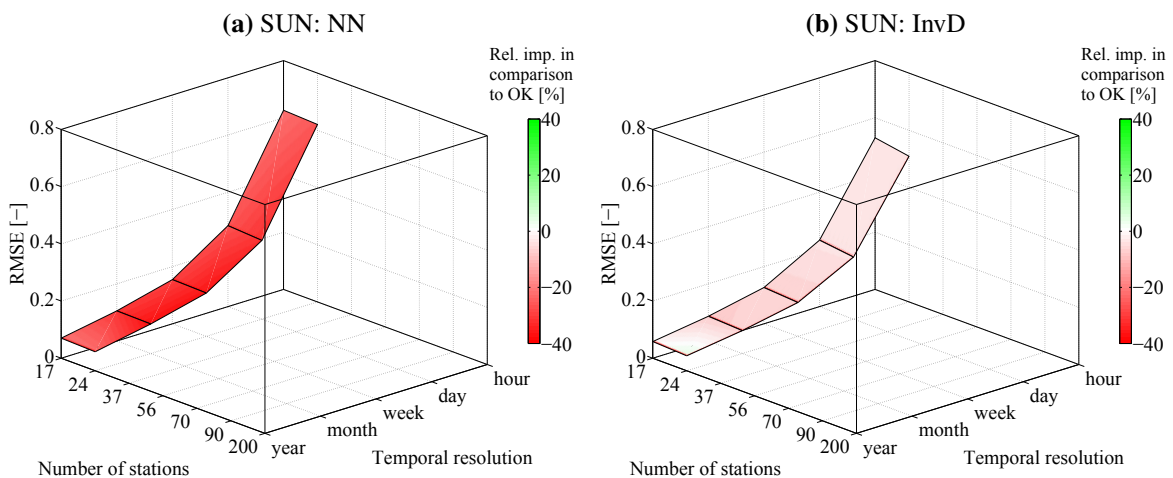 (a) SUN: NN
Rel. imp. in
comparison
to OK [%]
40
20
0
−20
−40
0.8
0.6
0.4
0.2
0
RMSE [−]
17
24
37
56
70
90
200
Number of stations
year
month
week
day
hour
Temporal resolution
(b) SUN: InvD
Rel. imp. in
comparison
to OK [%]
40
20
0
−20
−40
0.8
0.6
0.4
0.2
0
RMSE [−]
17
24
37
56
70
90
200
Number of stations
year
month
week
day
hour
Temporal resolution